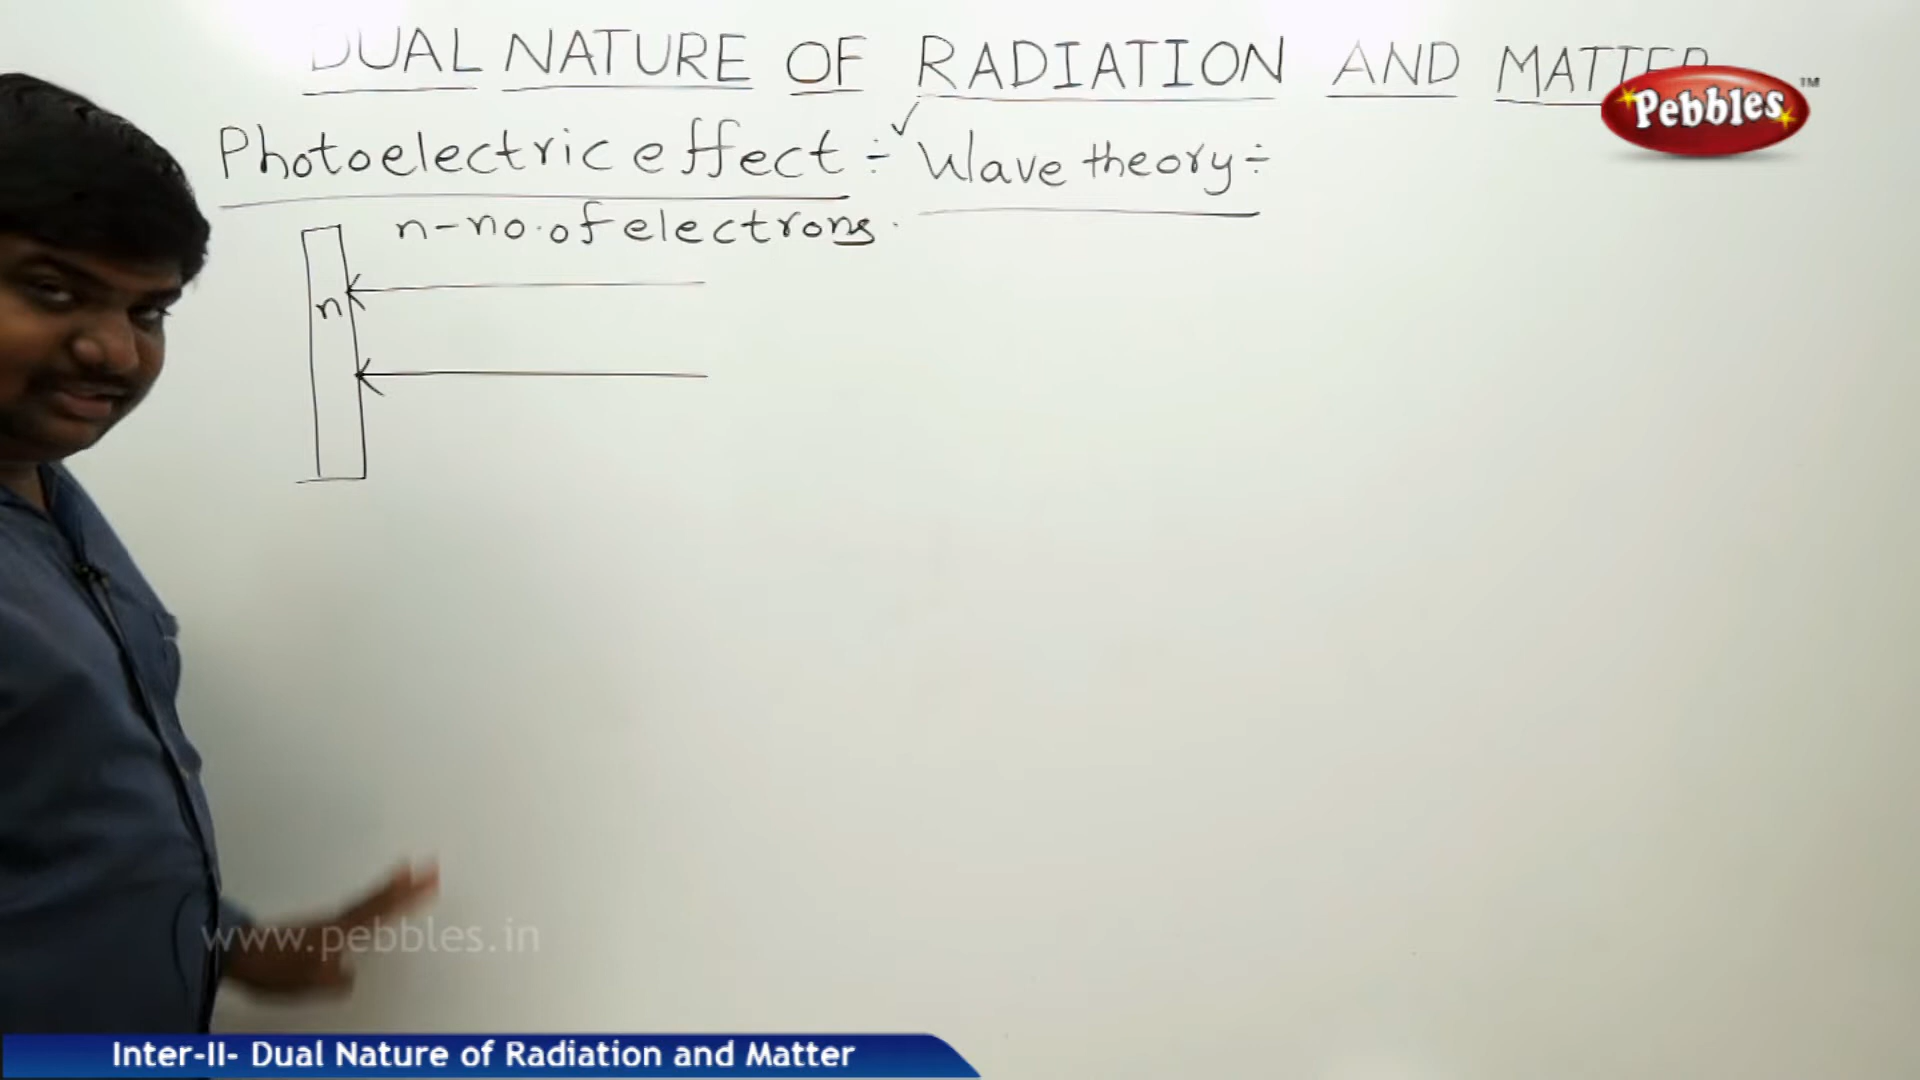 DUAL NATURE OF RADIATION AND MATTER
Pebbles™
Photoelectric effect ÷ ✓ Wave theory ÷
n - no. of electrons.
n
www.pebbles.in
Inter-II- Dual Nature of Radiation and Matter